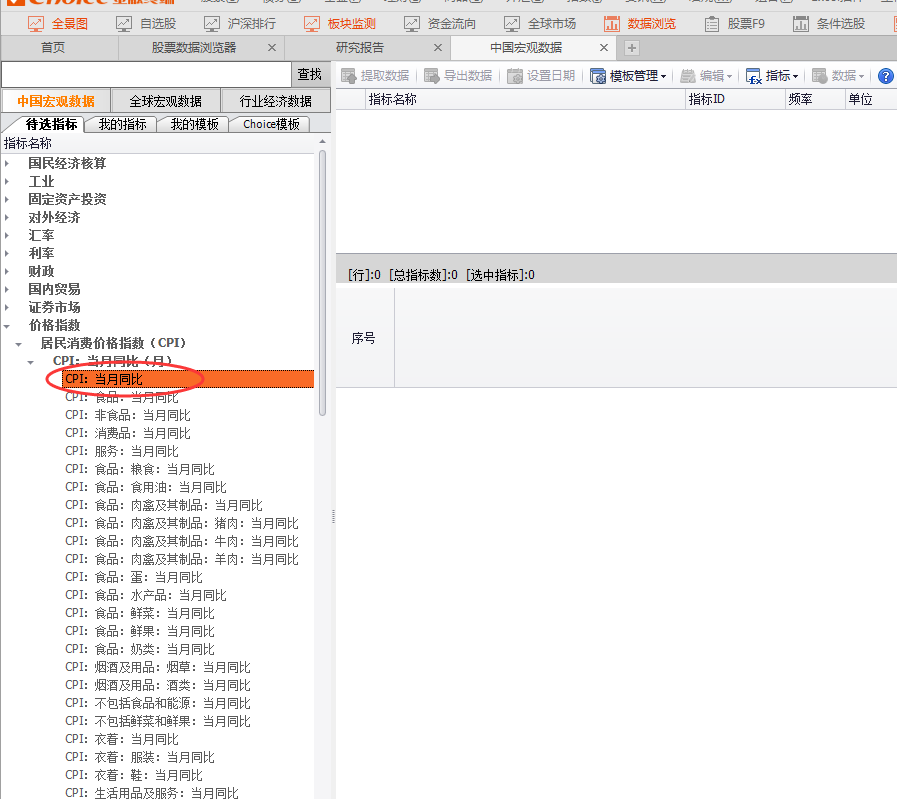 Choice
全景图 自选股 沪深排行 板块监测 资金流向 全球市场 数据浏览 股票F9 条件选股
首页 股票数据浏览器 研究报告 中国宏观数据
查找
提取数据 导出数据 设置日期 模板管理 编辑 指标 数据
中国宏观数据 全球宏观数据 行业经济数据
指标名称 指标ID 频率 单位
待选指标 我的指标 我的模板 Choice模板
指标名称
国民经济核算
工业
固定资产投资
对外经济
汇率
利率
财政
[行]:0 [总指标数]:0 [选中指标]:0
国内贸易
证券市场
价格指数
序号
居民消费价格指数（CPI）
CPI：当月同比（月）
CPI：当月同比
CPI：食品：当月同比
CPI：非食品：当月同比
CPI：消费品：当月同比
CPI：服务：当月同比
CPI：食品：粮食：当月同比
CPI：食品：食用油：当月同比
CPI：食品：肉禽及其制品：当月同比
CPI：食品：肉禽及其制品：猪肉：当月同比
CPI：食品：肉禽及其制品：牛肉：当月同比
CPI：食品：肉禽及其制品：羊肉：当月同比
CPI：食品：蛋：当月同比
CPI：食品：水产品：当月同比
CPI：食品：鲜菜：当月同比
CPI：食品：鲜果：当月同比
CPI：食品：奶类：当月同比
CPI：烟酒及用品：烟草：当月同比
CPI：烟酒及用品：酒类：当月同比
CPI：不包括食品和能源：当月同比
CPI：不包括鲜菜和鲜果：当月同比
CPI：衣着：当月同比
CPI：衣着：服装：当月同比
CPI：衣着：鞋：当月同比
CPI：生活用品及服务：当月同比